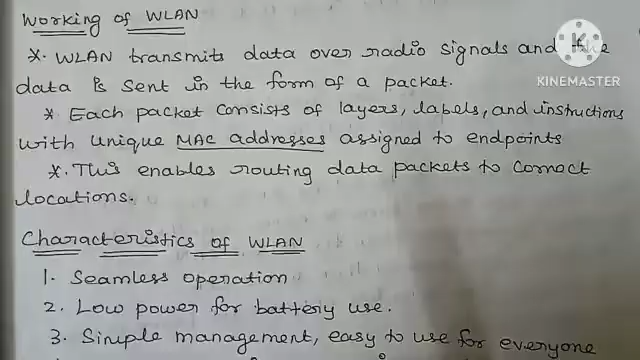 Working of WLAN
*. WLAN transmits data over radio signals and the
data is sent in the form of a packet.
* Each packet consists of layers, labels, and instructions
with unique MAC addresses assigned to endpoints
*. This enables routing data packets to correct
locations.
Characteristics of WLAN
1. Seamless operation
2. Low power for battery use.
3. Simple management, easy to use for everyone
KINEMASTER